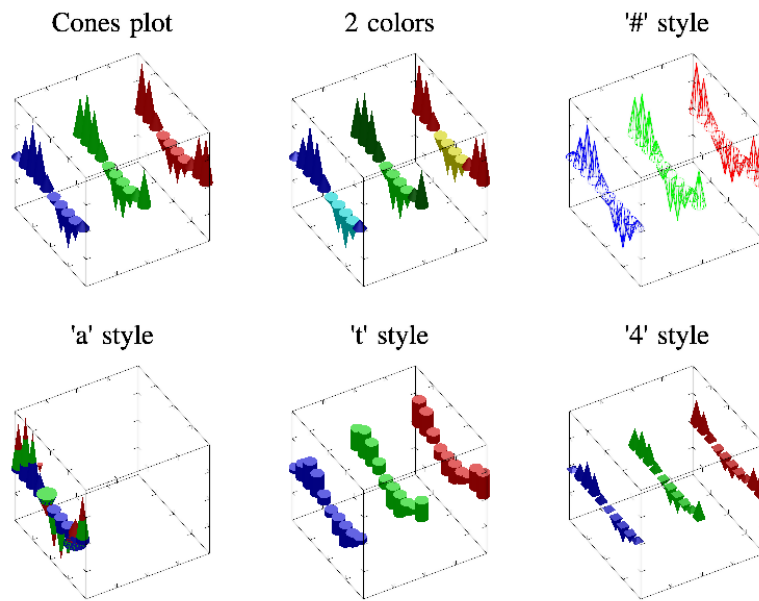 Cones plot
2 colors
'#' style
'a' style
't' style
'4' style